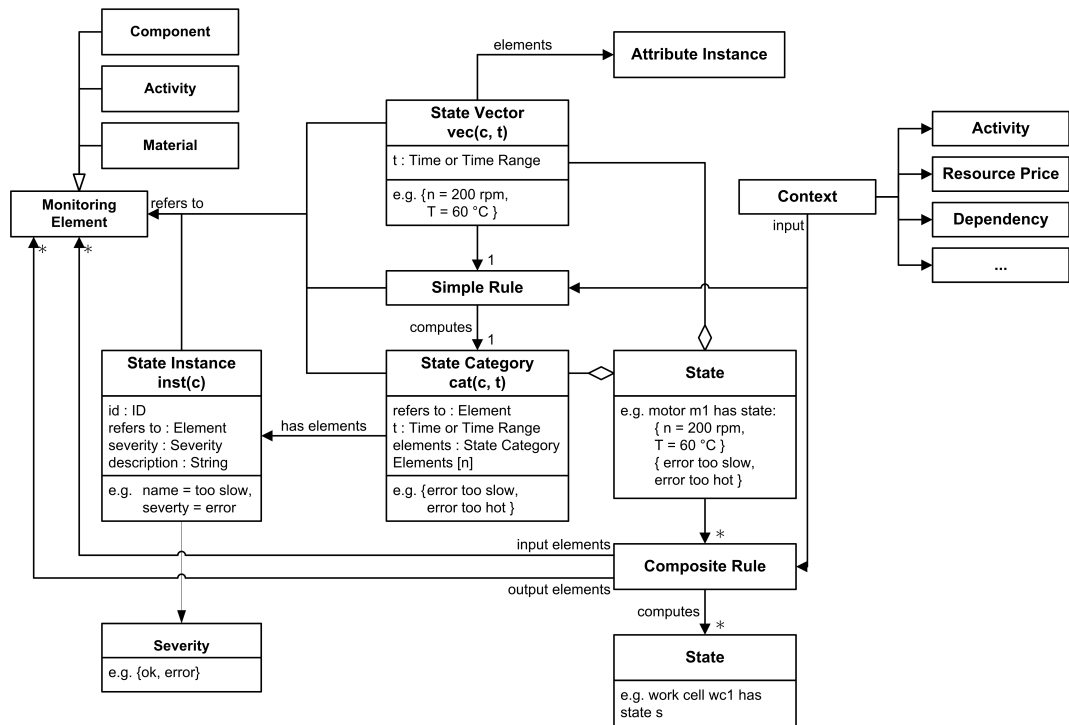 Component
Activity
Material
Monitoring
Element
refers to
*
*
elements
Attribute Instance
State Vector
vec(c, t)
t : Time or Time Range
e.g. {n = 200 rpm,
T = 60 °C }
1
Simple Rule
computes
1
Context
input
Activity
Resource Price
Dependency
...
State Instance
inst(c)
id : ID
refers to : Element
severity : Severity
description : String
e.g. name = too slow,
severty = error
has elements
State Category
cat(c, t)
refers to : Element
t : Time or Time Range
elements : State Category
Elements [n]
e.g. {error too slow,
error too hot }
State
e.g. motor m1 has state:
{ n = 200 rpm,
T = 60 °C }
{ error too slow,
error too hot }
*
input elements
output elements
Composite Rule
computes
*
Severity
e.g. {ok, error}
State
e.g. work cell wc1 has
state s